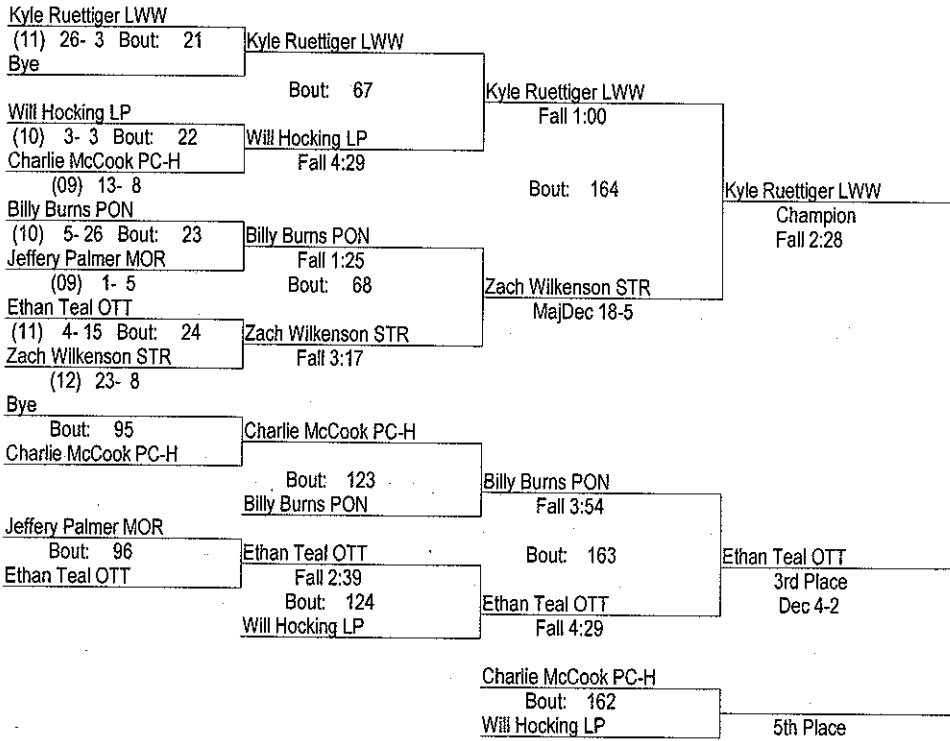 Kyle Ruettiger LWW
(11) 26- 3 Bout: 21
Bye
Kyle Ruettiger LWW
Bout: 67
Will Hocking LP
(10) 3- 3 Bout: 22
Charlie McCook PC-H
(09) 13- 8
Will Hocking LP
Fall 4:29
Kyle Ruettiger LWW
Fall 1:00
Bout: 164
Kyle Ruettiger LWW
Champion
Fall 2:28
Billy Burns PON
(10) 5-26 Bout: 23
Jeffery Palmer MOR
(09) 1- 5
Billy Burns PON
Fall 1:25
Bout: 68
Ethan Teal OTT
(11) 4-15 Bout: 24
Zach Wilkenson STR
(12) 23- 8
Zach Wilkenson STR
Fall 3:17
Zach Wilkenson STR
MajDec 18-5
Bye
Bout: 95
Charlie McCook PC-H
Charlie McCook PC-H
Bout: 123
Billy Burns PON
Billy Burns PON
Fall 3:54
Jeffery Palmer MOR
Bout: 96
Ethan Teal OTT
Ethan Teal OTT
Fall 2:39
Bout: 124
Will Hocking LP
Bout: 163
Ethan Teal OTT
Fall 4:29
Ethan Teal OTT
3rd Place
Dec 4-2
Charlie McCook PC-H
Bout: 162
Will Hocking LP
5th Place